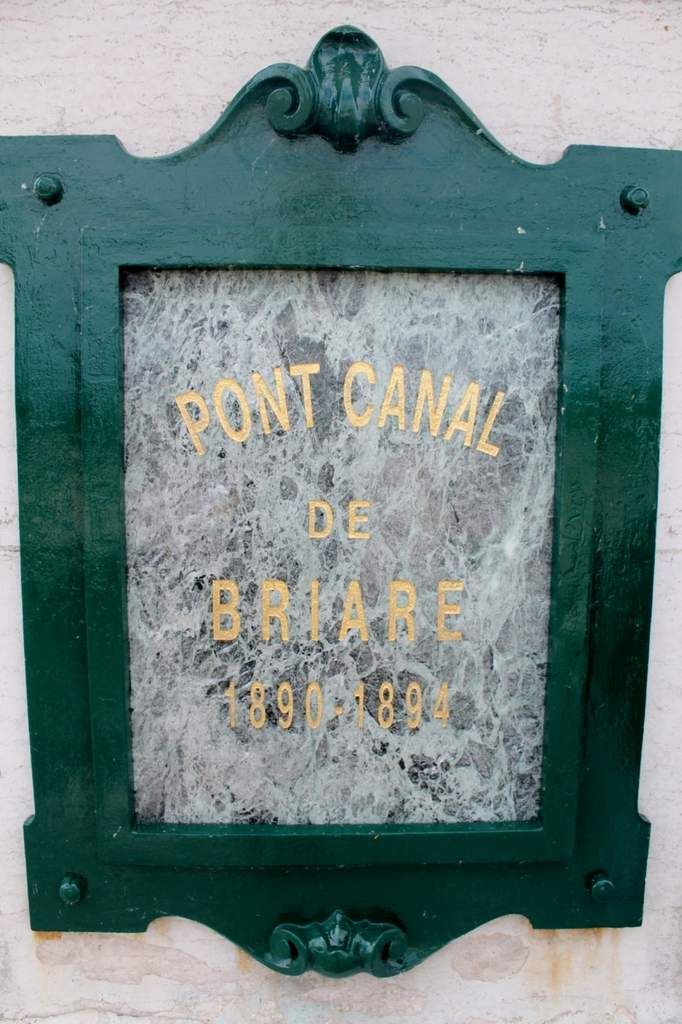 PONT CANAL
DE
BRIARE
1890-1894